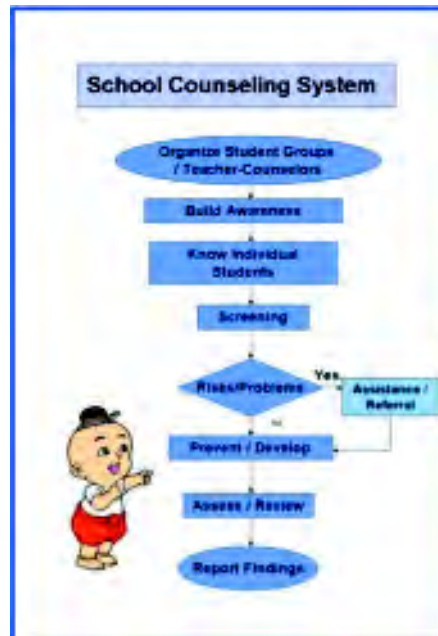 School Counseling System
Organize Student Groups
/ Teacher-Counselors
Build Awareness
Know Individual
Students
Screening
Risks/Problems
Yes
Assistance /
Referral
Prevent / Develop
Assess / Review
Report Findings